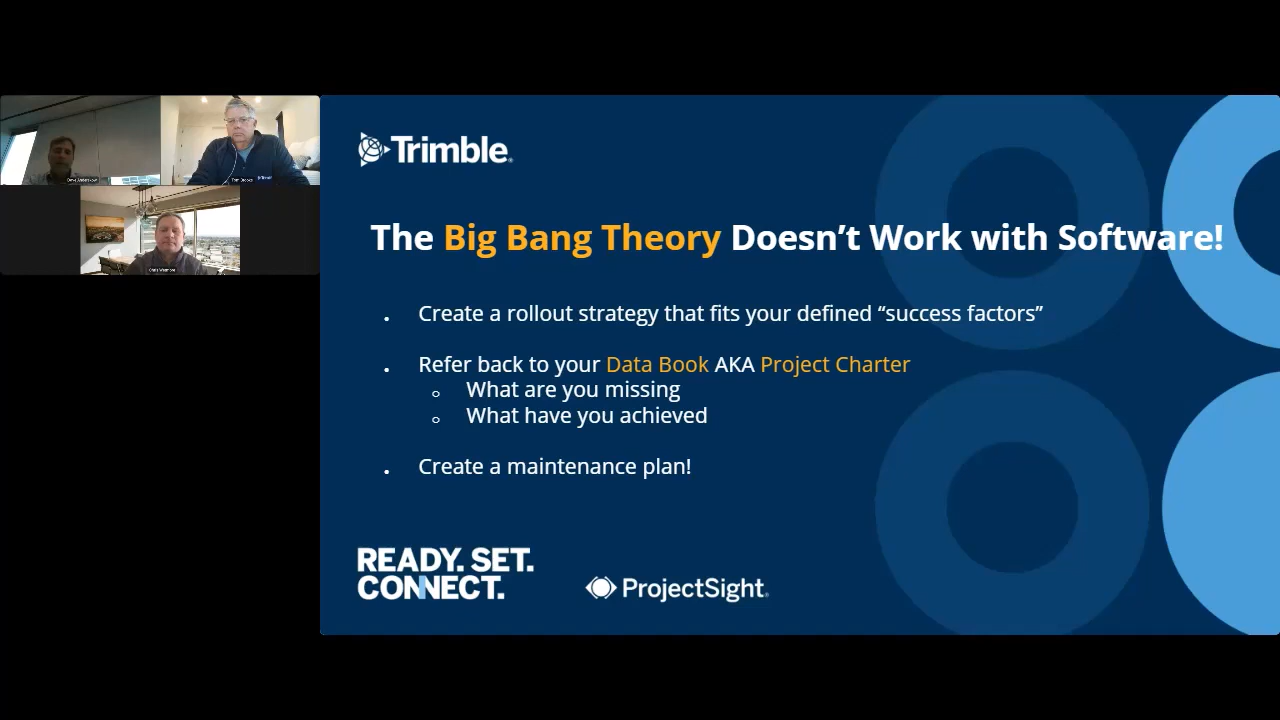 Trimble
The Big Bang Theory Doesn't Work with Software!
Create a rollout strategy that fits your defined “success factors”
Refer back to your Data Book AKA Project Charter
What are you missing
What have you achieved
Create a maintenance plan!
READY. SET.
CONNECT.
ProjectSight
Tom Brooke